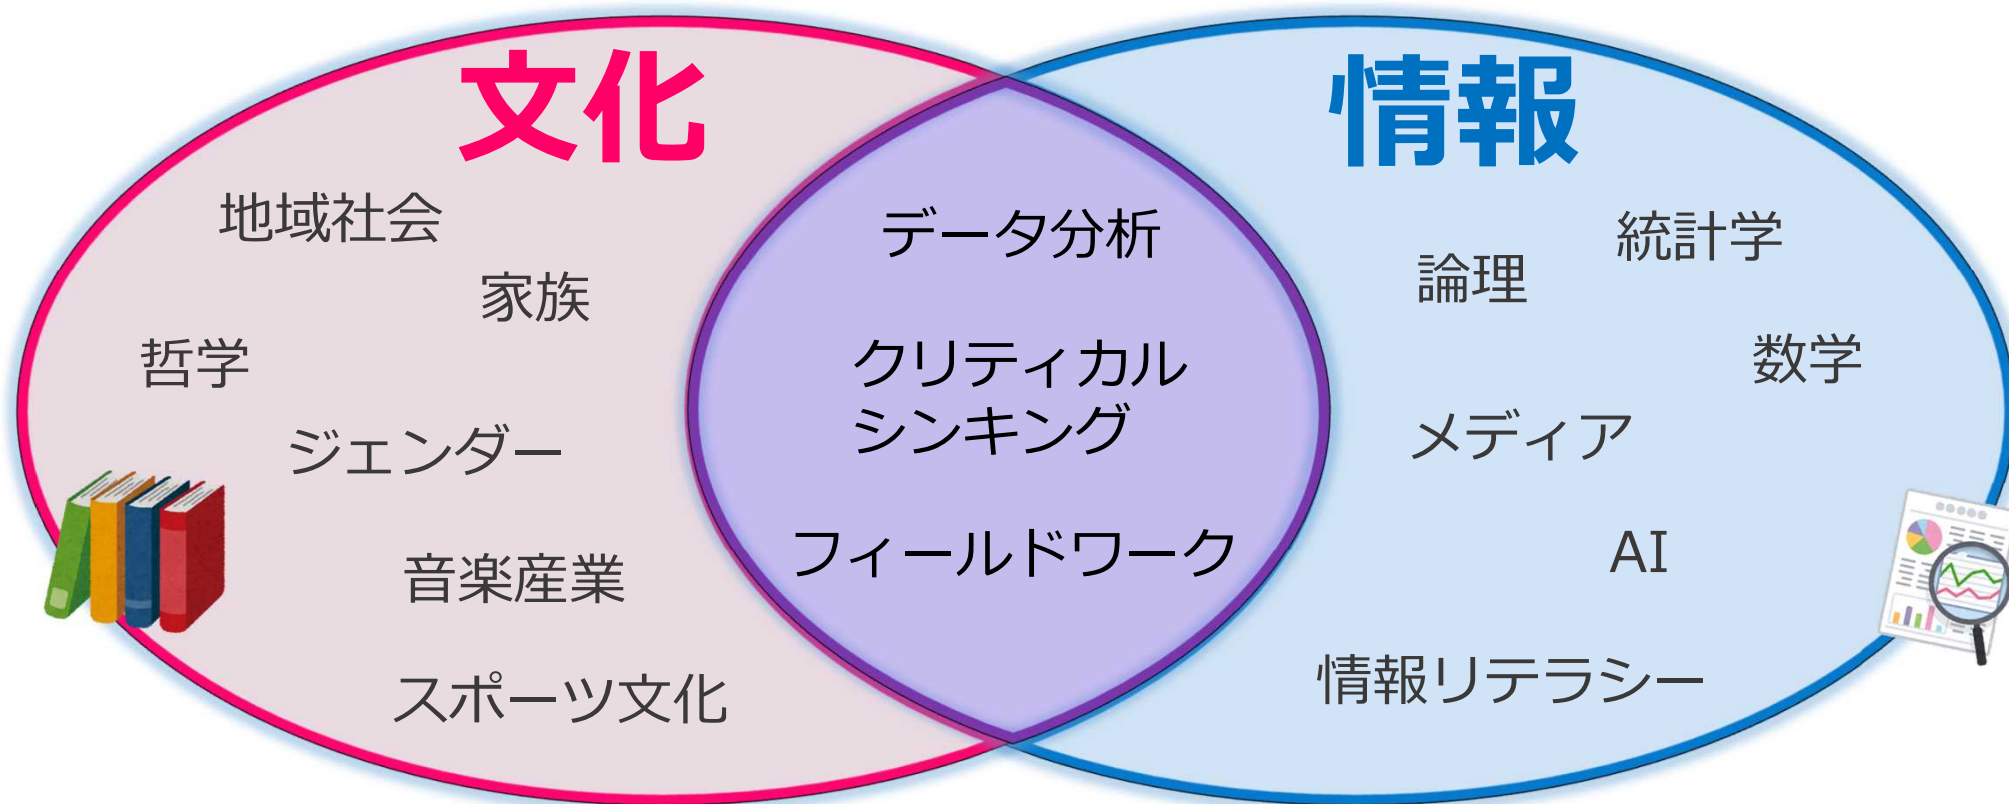 文化
地域社会
家族
哲学
ジェンダー
音楽産業
スポーツ文化
データ分析
クリティカル
シンキング
フィールドワーク
情報
統計学
論理
数学
メディア
AI
情報リテラシー